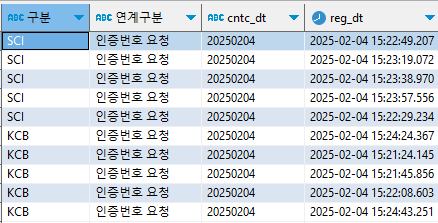 ABC 구분 ABC 연계구분 ABC cntc_dt reg_dt
SCI 인증번호 요청 20250204 2025-02-04 15:22:49.207
SCI 인증번호 요청 20250204 2025-02-04 15:23:19.072
SCI 인증번호 요청 20250204 2025-02-04 15:23:38.970
SCI 인증번호 요청 20250204 2025-02-04 15:23:57.556
SCI 인증번호 요청 20250204 2025-02-04 15:22:29.234
KCB 인증번호 요청 20250204 2025-02-04 15:24:24.367
KCB 인증번호 요청 20250204 2025-02-04 15:21:24.145
KCB 인증번호 요청 20250204 2025-02-04 15:21:45.856
KCB 인증번호 요청 20250204 2025-02-04 15:22:08.603
KCB 인증번호 요청 20250204 2025-02-04 15:24:43.251